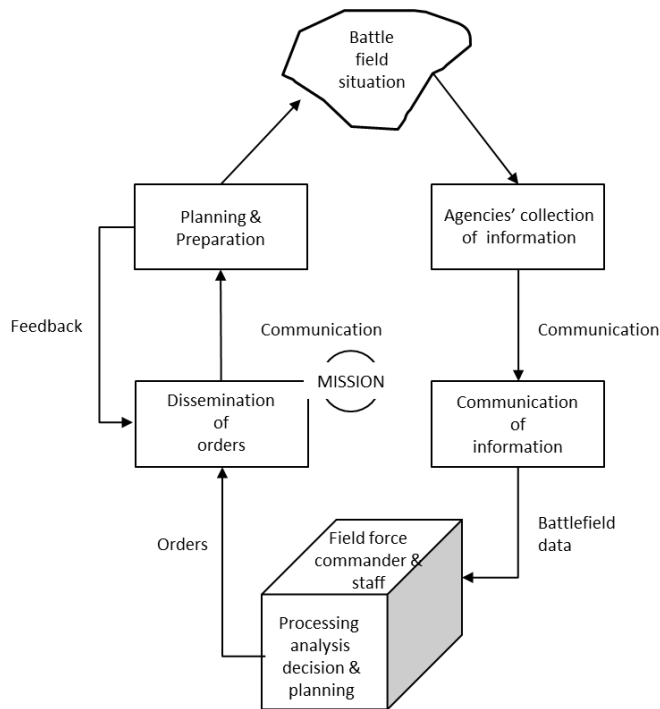 Battle
field
situation
Planning &
Preparation
Agencies' collection
of information
Feedback
Communication
Communication
MISSION
Dissemination
of
orders
Communication
of
information
Orders
Battlefield
data
Field force
commander &
staff
Processing
analysis
decision &
planning